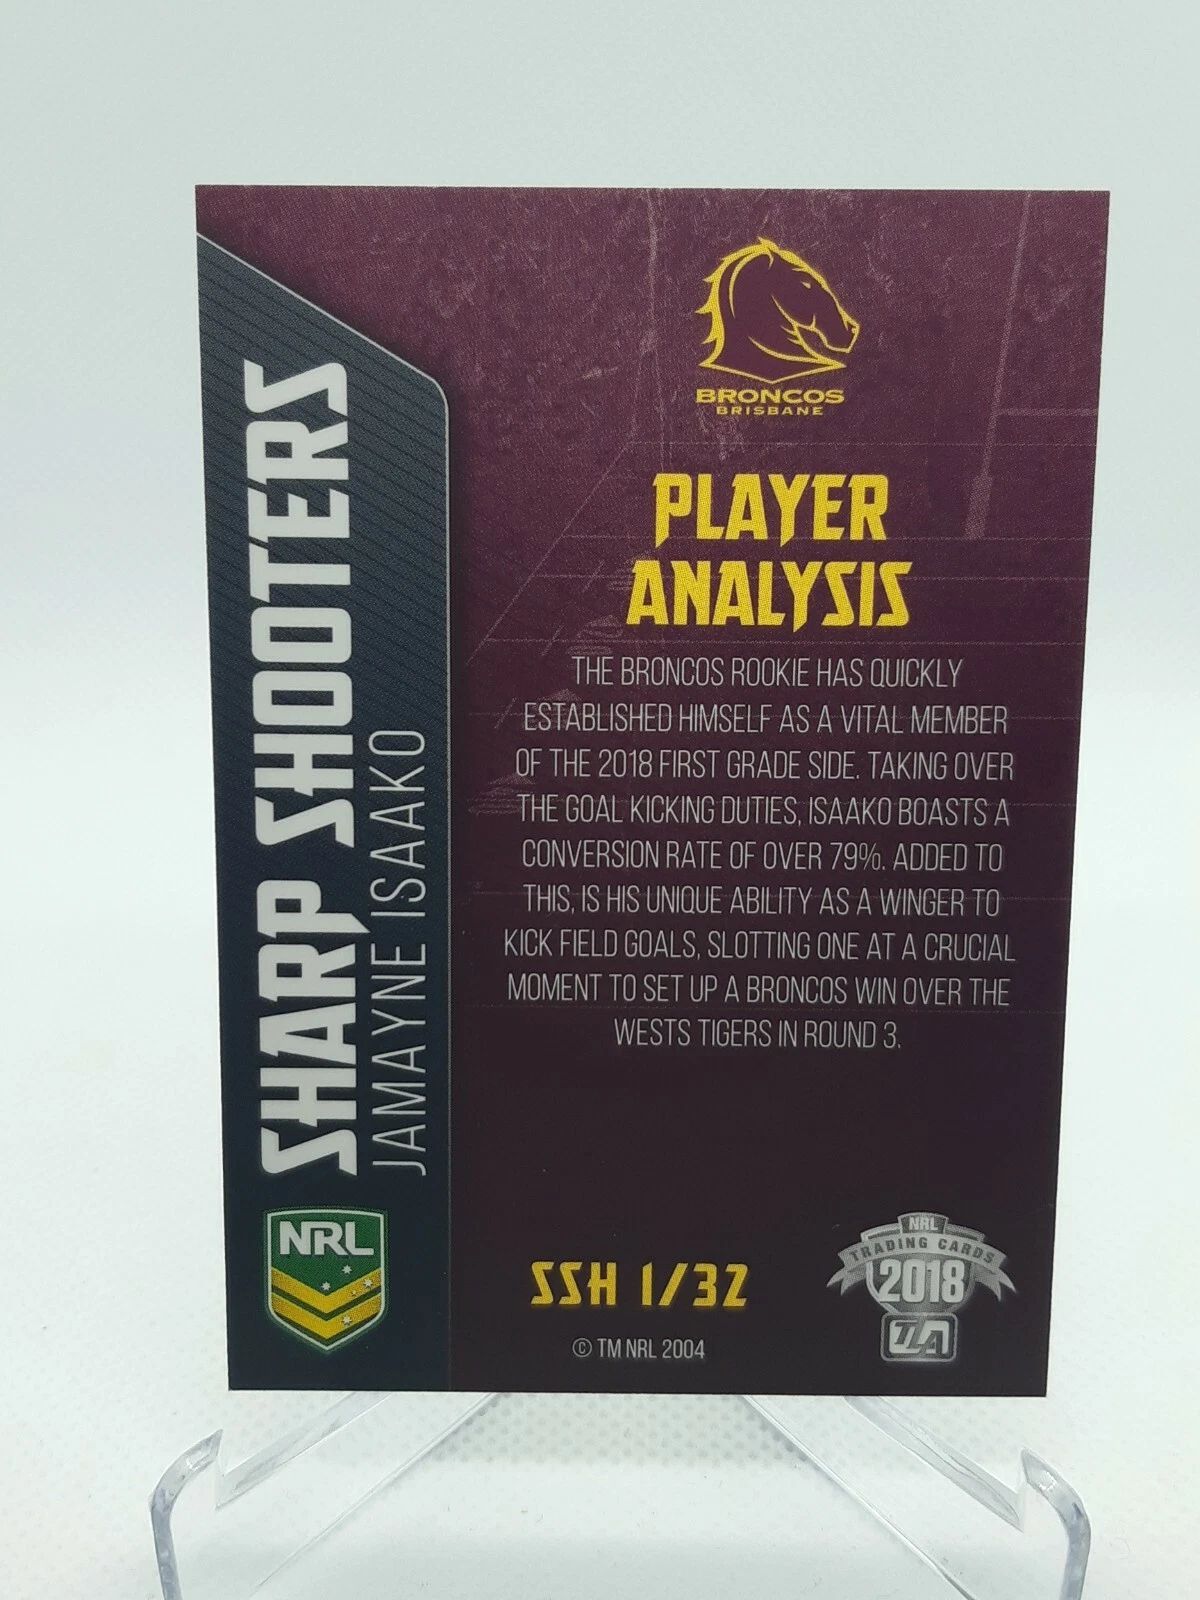 SHARP SHOOTERS
JAMAYNE ISAAKO
NRL
BRONCOS
BRISBANE
PLAYER
ANALYSIS
THE BRONCOS ROOKIE HAS QUICKLY
ESTABLISHED HIMSELF AS A VITAL MEMBER
OF THE 2018 FIRST GRADE SIDE. TAKING OVER
THE GOAL KICKING DUTIES, ISAAKO BOASTS A
CONVERSION RATE OF OVER 79%. ADDED TO
THIS, IS HIS UNIQUE ABILITY AS A WINGER TO
KICK FIELD GOALS, SLOTTING ONE AT A CRUCIAL
MOMENT TO SET UP A BRONCOS WIN OVER THE
WESTS TIGERS IN ROUND 3.
SSH 1/32
© TM NRL 2004
NRL
TRADING CARDS
2018
TLA